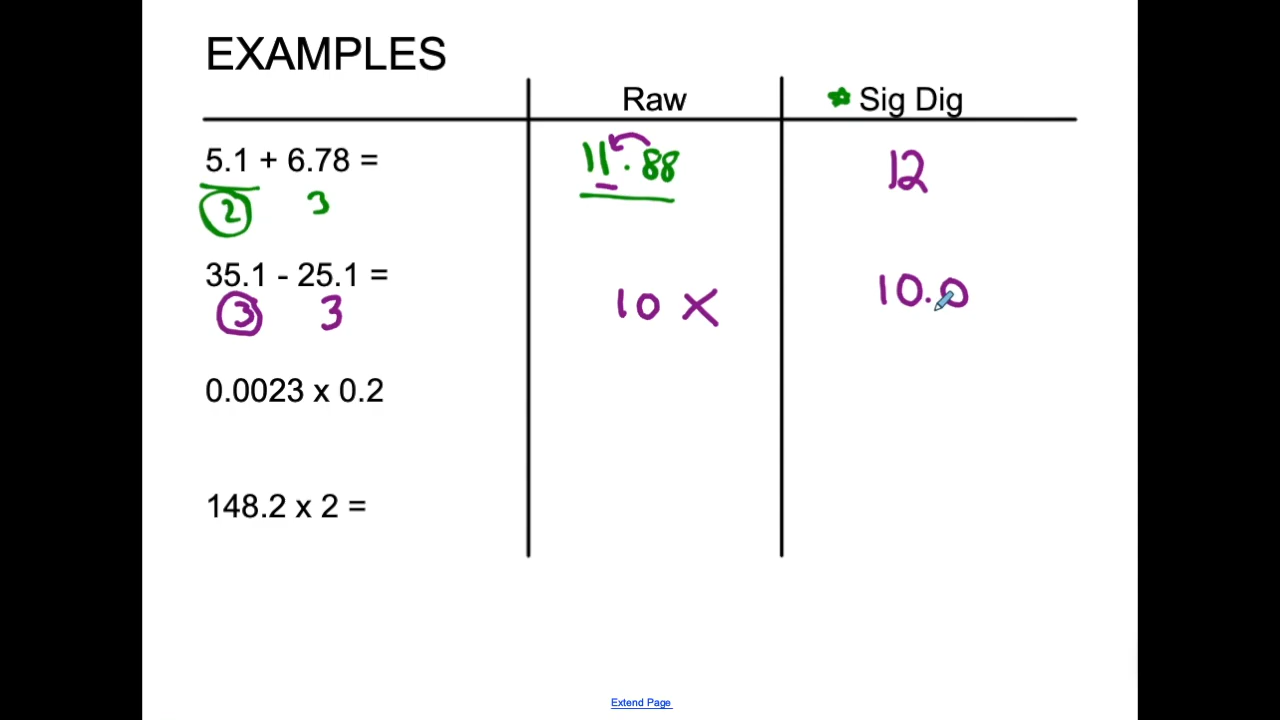 EXAMPLES
Raw Sig Dig
5.1 + 6.78 = 11.88 12
2 3
35.1 - 25.1 = 10 X 10.0
3 3
0.0023 x 0.2
148.2 x 2 =
Extend Page